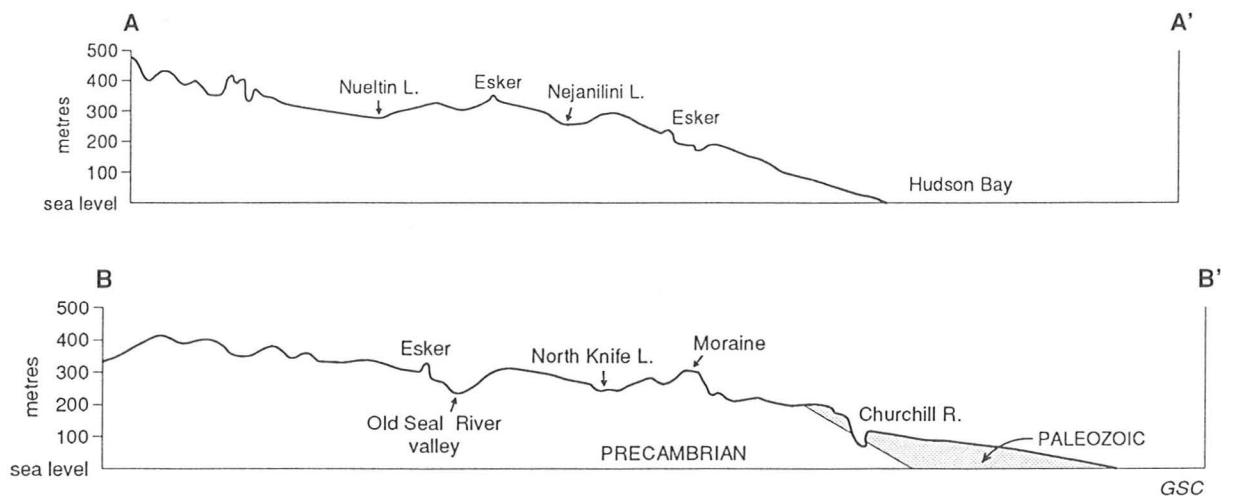 A A'
500
400
300
200
100
sea level
metres
Nueltin L.
Esker
Nejanilini L.
Esker
Hudson Bay
B B'
500
400
300
200
100
sea level
metres
Esker
Old Seal River
valley
North Knife L.
Moraine
Churchill R.
PRECAMBRIAN
PALEOZOIC
GSC